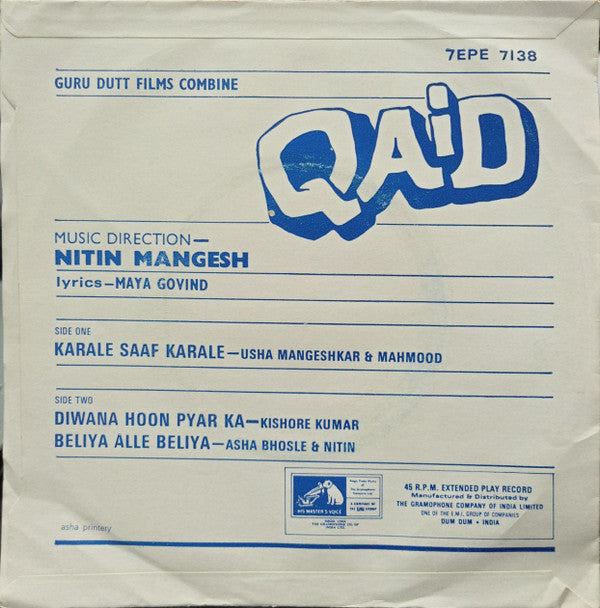 7EPE 7138
GURU DUTT FILMS COMBINE
QAiD
MUSIC DIRECTION—
NITIN MANGESH
lyrics—MAYA GOVIND
SIDE ONE
KARALE SAAF KARALE—USHA MANGESHKAR & MAHMOOD
SIDE TWO
DIWANA HOON PYAR KA—KISHORE KUMAR
BELIYA ALLE BELIYA—ASHA BHOSLE & NITIN
HIS MASTER'S VOICE
45 R.P.M. EXTENDED PLAY RECORD
Manufactured & Distributed by
THE GRAMOPHONE COMPANY OF INDIA LIMITED
ONE OF THE E.M.I. GROUP OF COMPANIES
DUM DUM • INDIA
asha printery